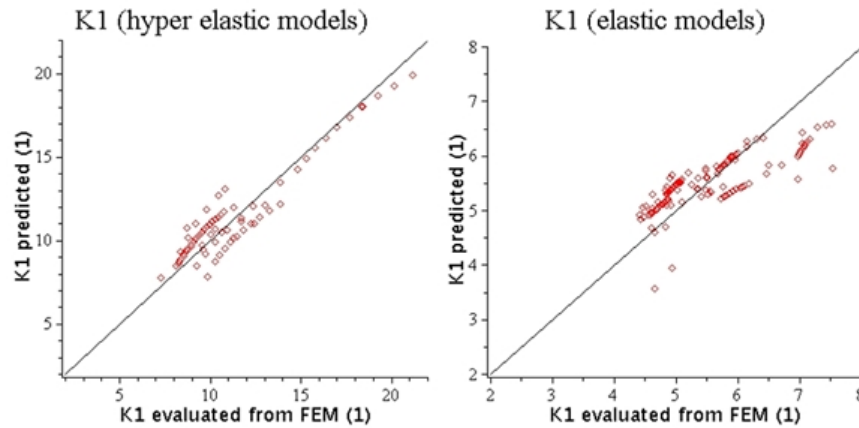 K1 (hyper elastic models)
20
15
10
5
K1 predicted (1)
5 10 15 20
K1 evaluated from FEM (1)
K1 (elastic models)
8
7
6
5
4
3
2
K1 predicted (1)
2 3 4 5 6 7 8
K1 evaluated from FEM (1)